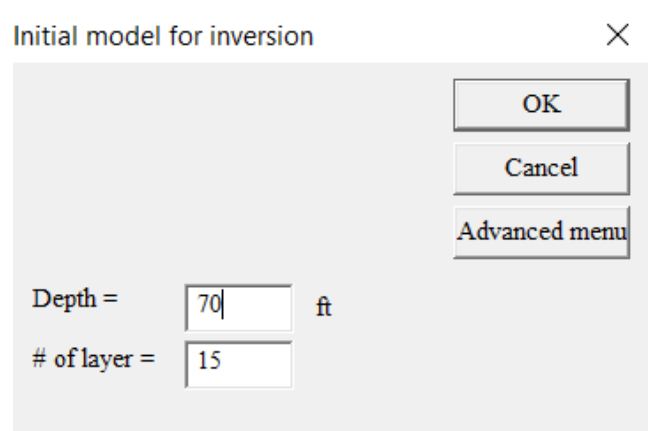 Initial model for inversion
OK
Cancel
Advanced menu
Depth = 70 ft
# of layer = 15